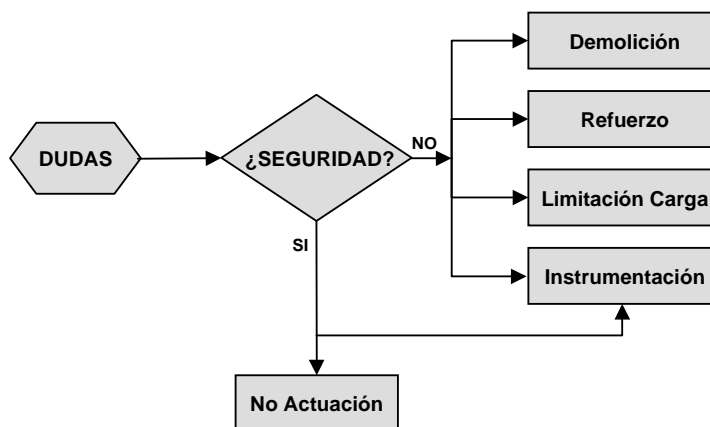 Demolición
Refuerzo
DUDAS
¿SEGURIDAD?
NO
Limitación Carga
SI
Instrumentación
No Actuación